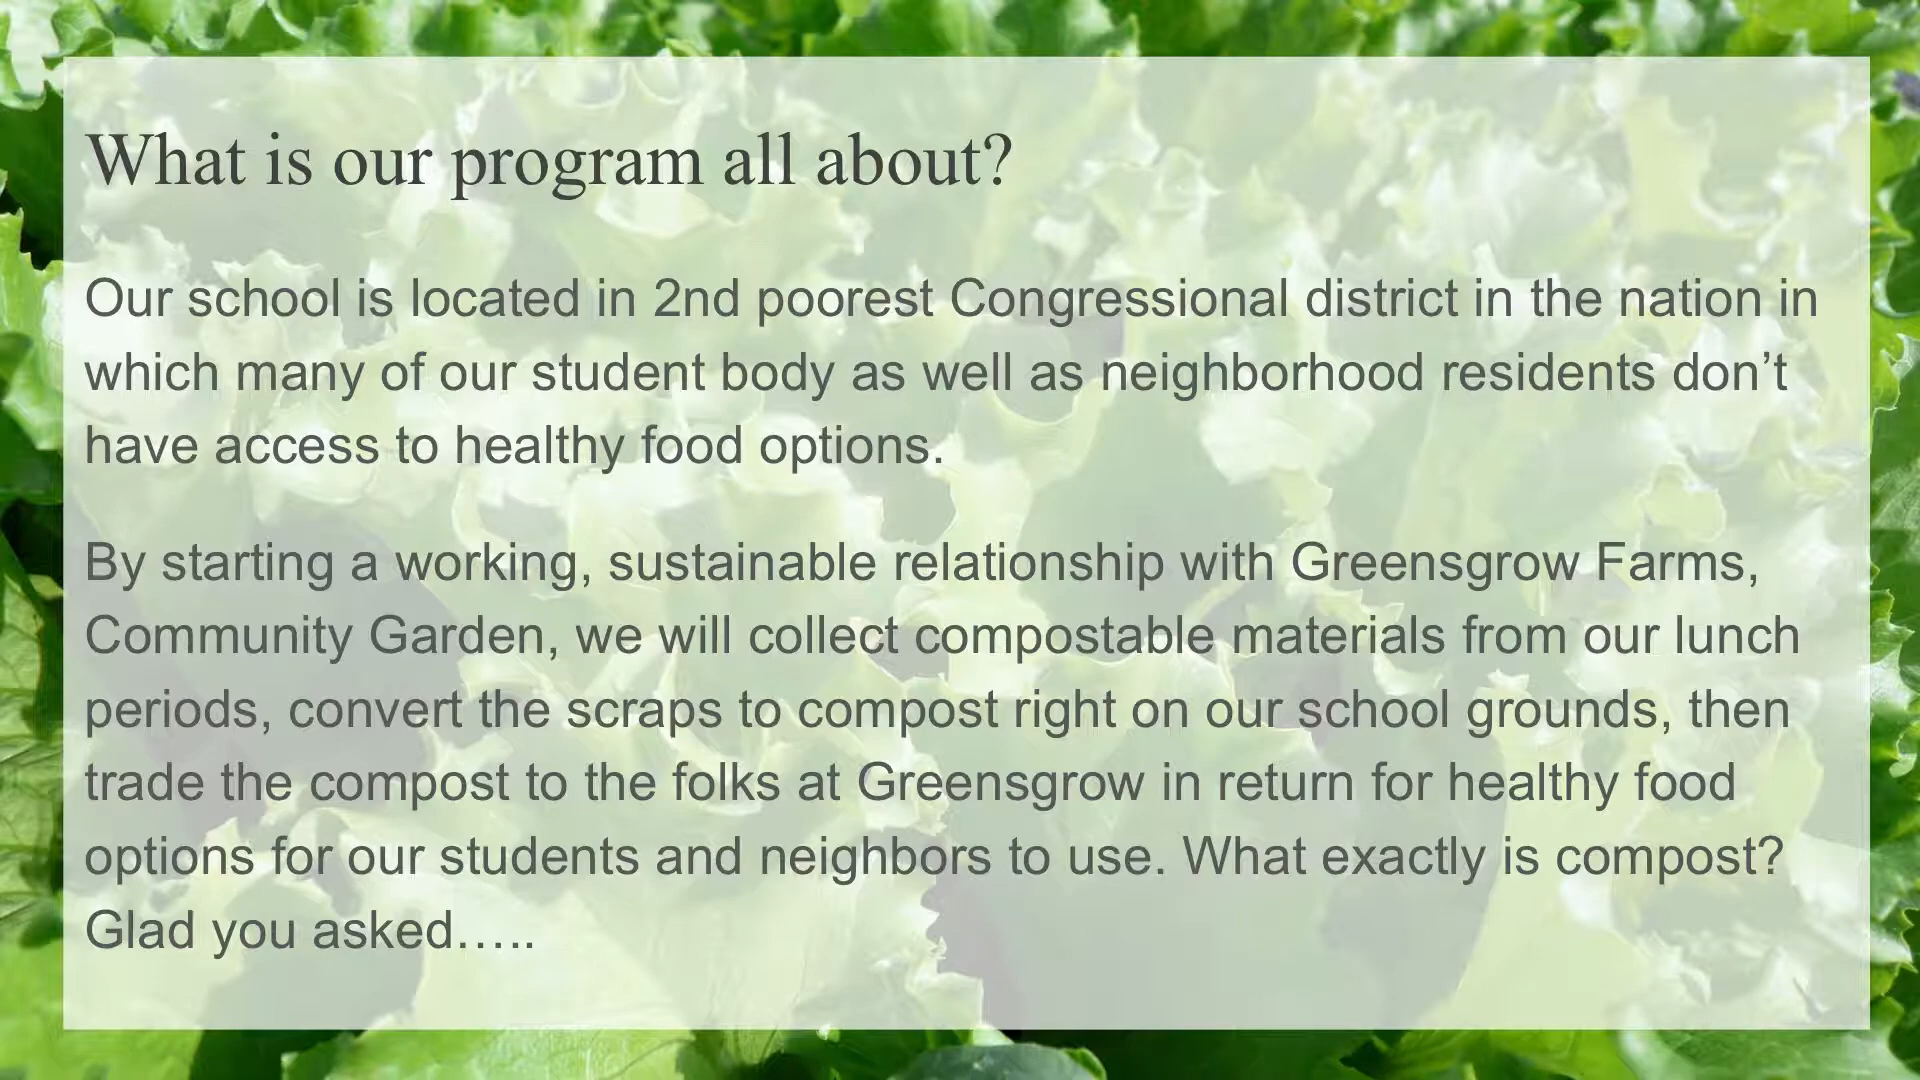 What is our program all about?
Our school is located in 2nd poorest Congressional district in the nation in
which many of our student body as well as neighborhood residents don’t
have access to healthy food options.
By starting a working, sustainable relationship with Greensgrow Farms,
Community Garden, we will collect compostable materials from our lunch
periods, convert the scraps to compost right on our school grounds, then
trade the compost to the folks at Greensgrow in return for healthy food
options for our students and neighbors to use. What exactly is compost?
Glad you asked…..